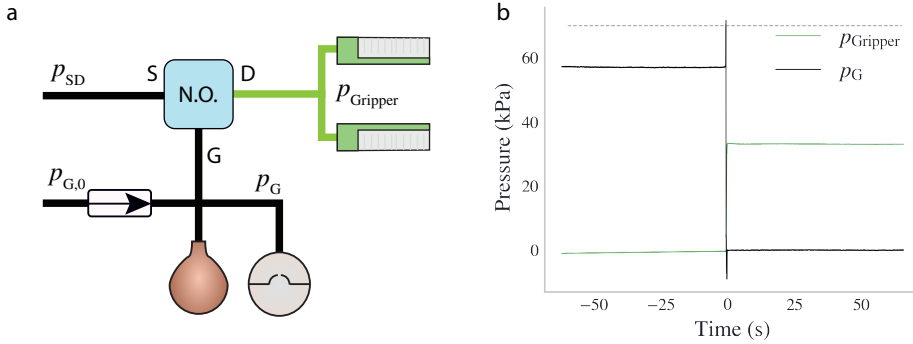 a
p_SD
S
D
N.O.
p_Gripper
G
p_G,0
p_G
b
p_Gripper
p_G
Pressure (kPa)
60
40
20
0
−50
−25
0
25
50
Time (s)